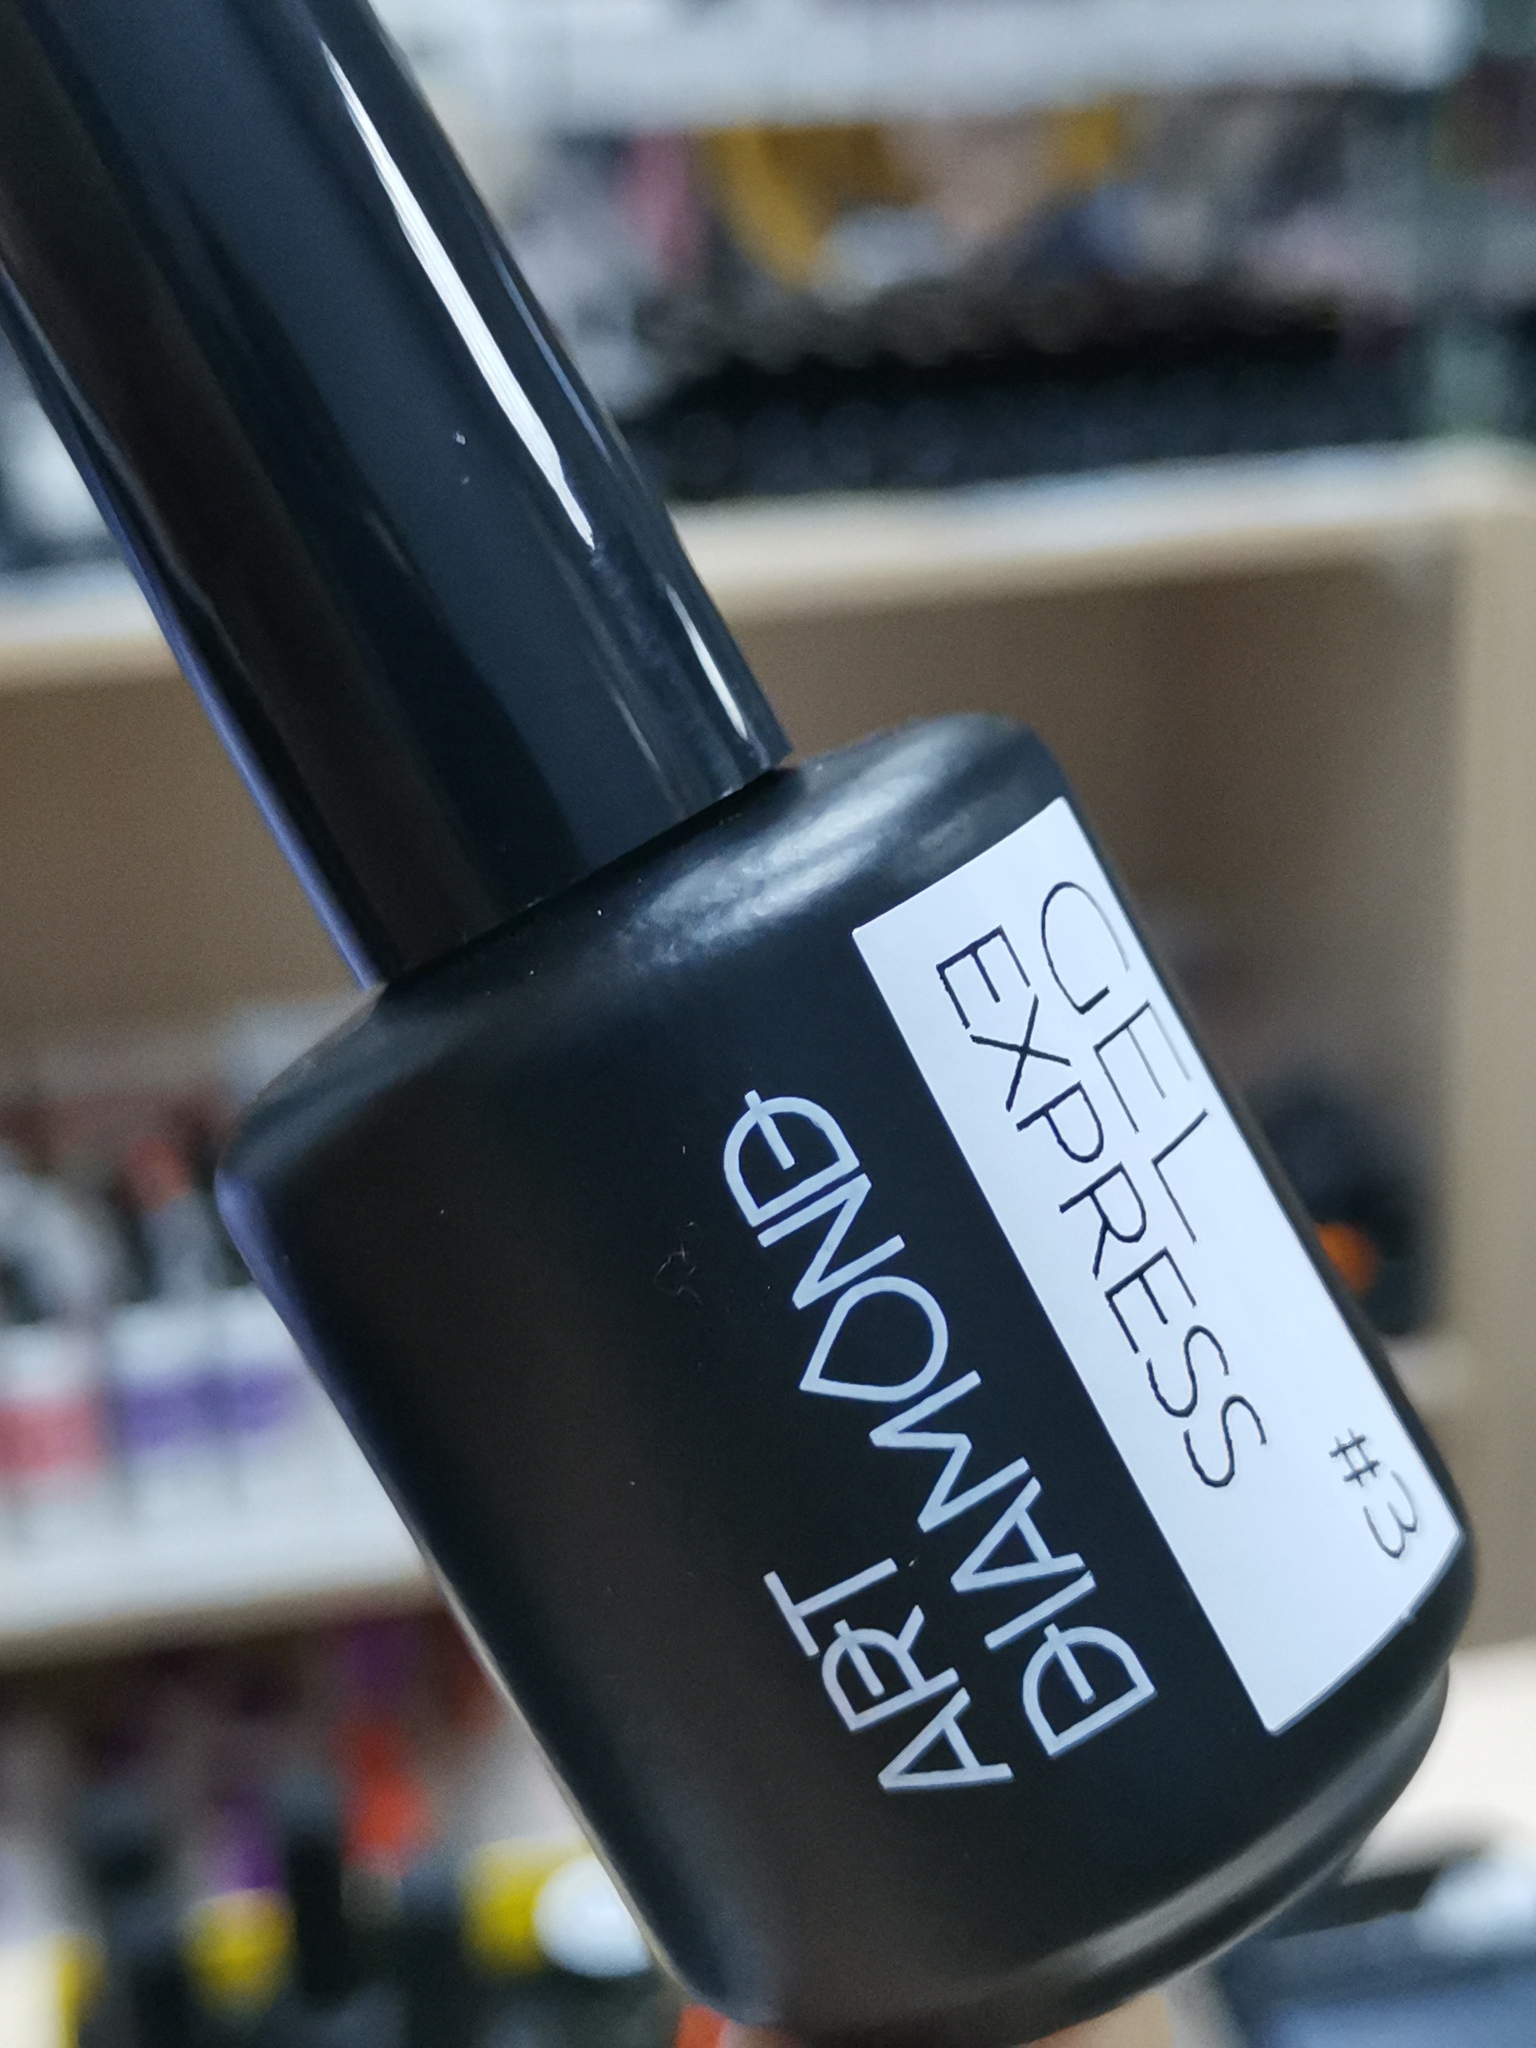 GEL
EXPRESS
#3
ART
DIAMOND